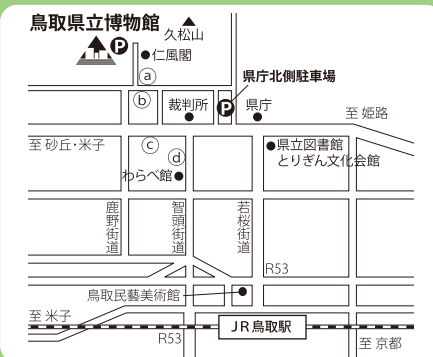 鳥取県立博物館
久松山
P
仁風閣
a
県庁北側駐車場
b
裁判所
P
県庁
至 姫路
至 砂丘・米子
c
県立図書館
d
とりぎん文化会館
わらべ館
鹿野街道
智頭街道
若桜街道
R53
鳥取民藝美術館
至 米子
JR鳥取駅
R53
至 京都